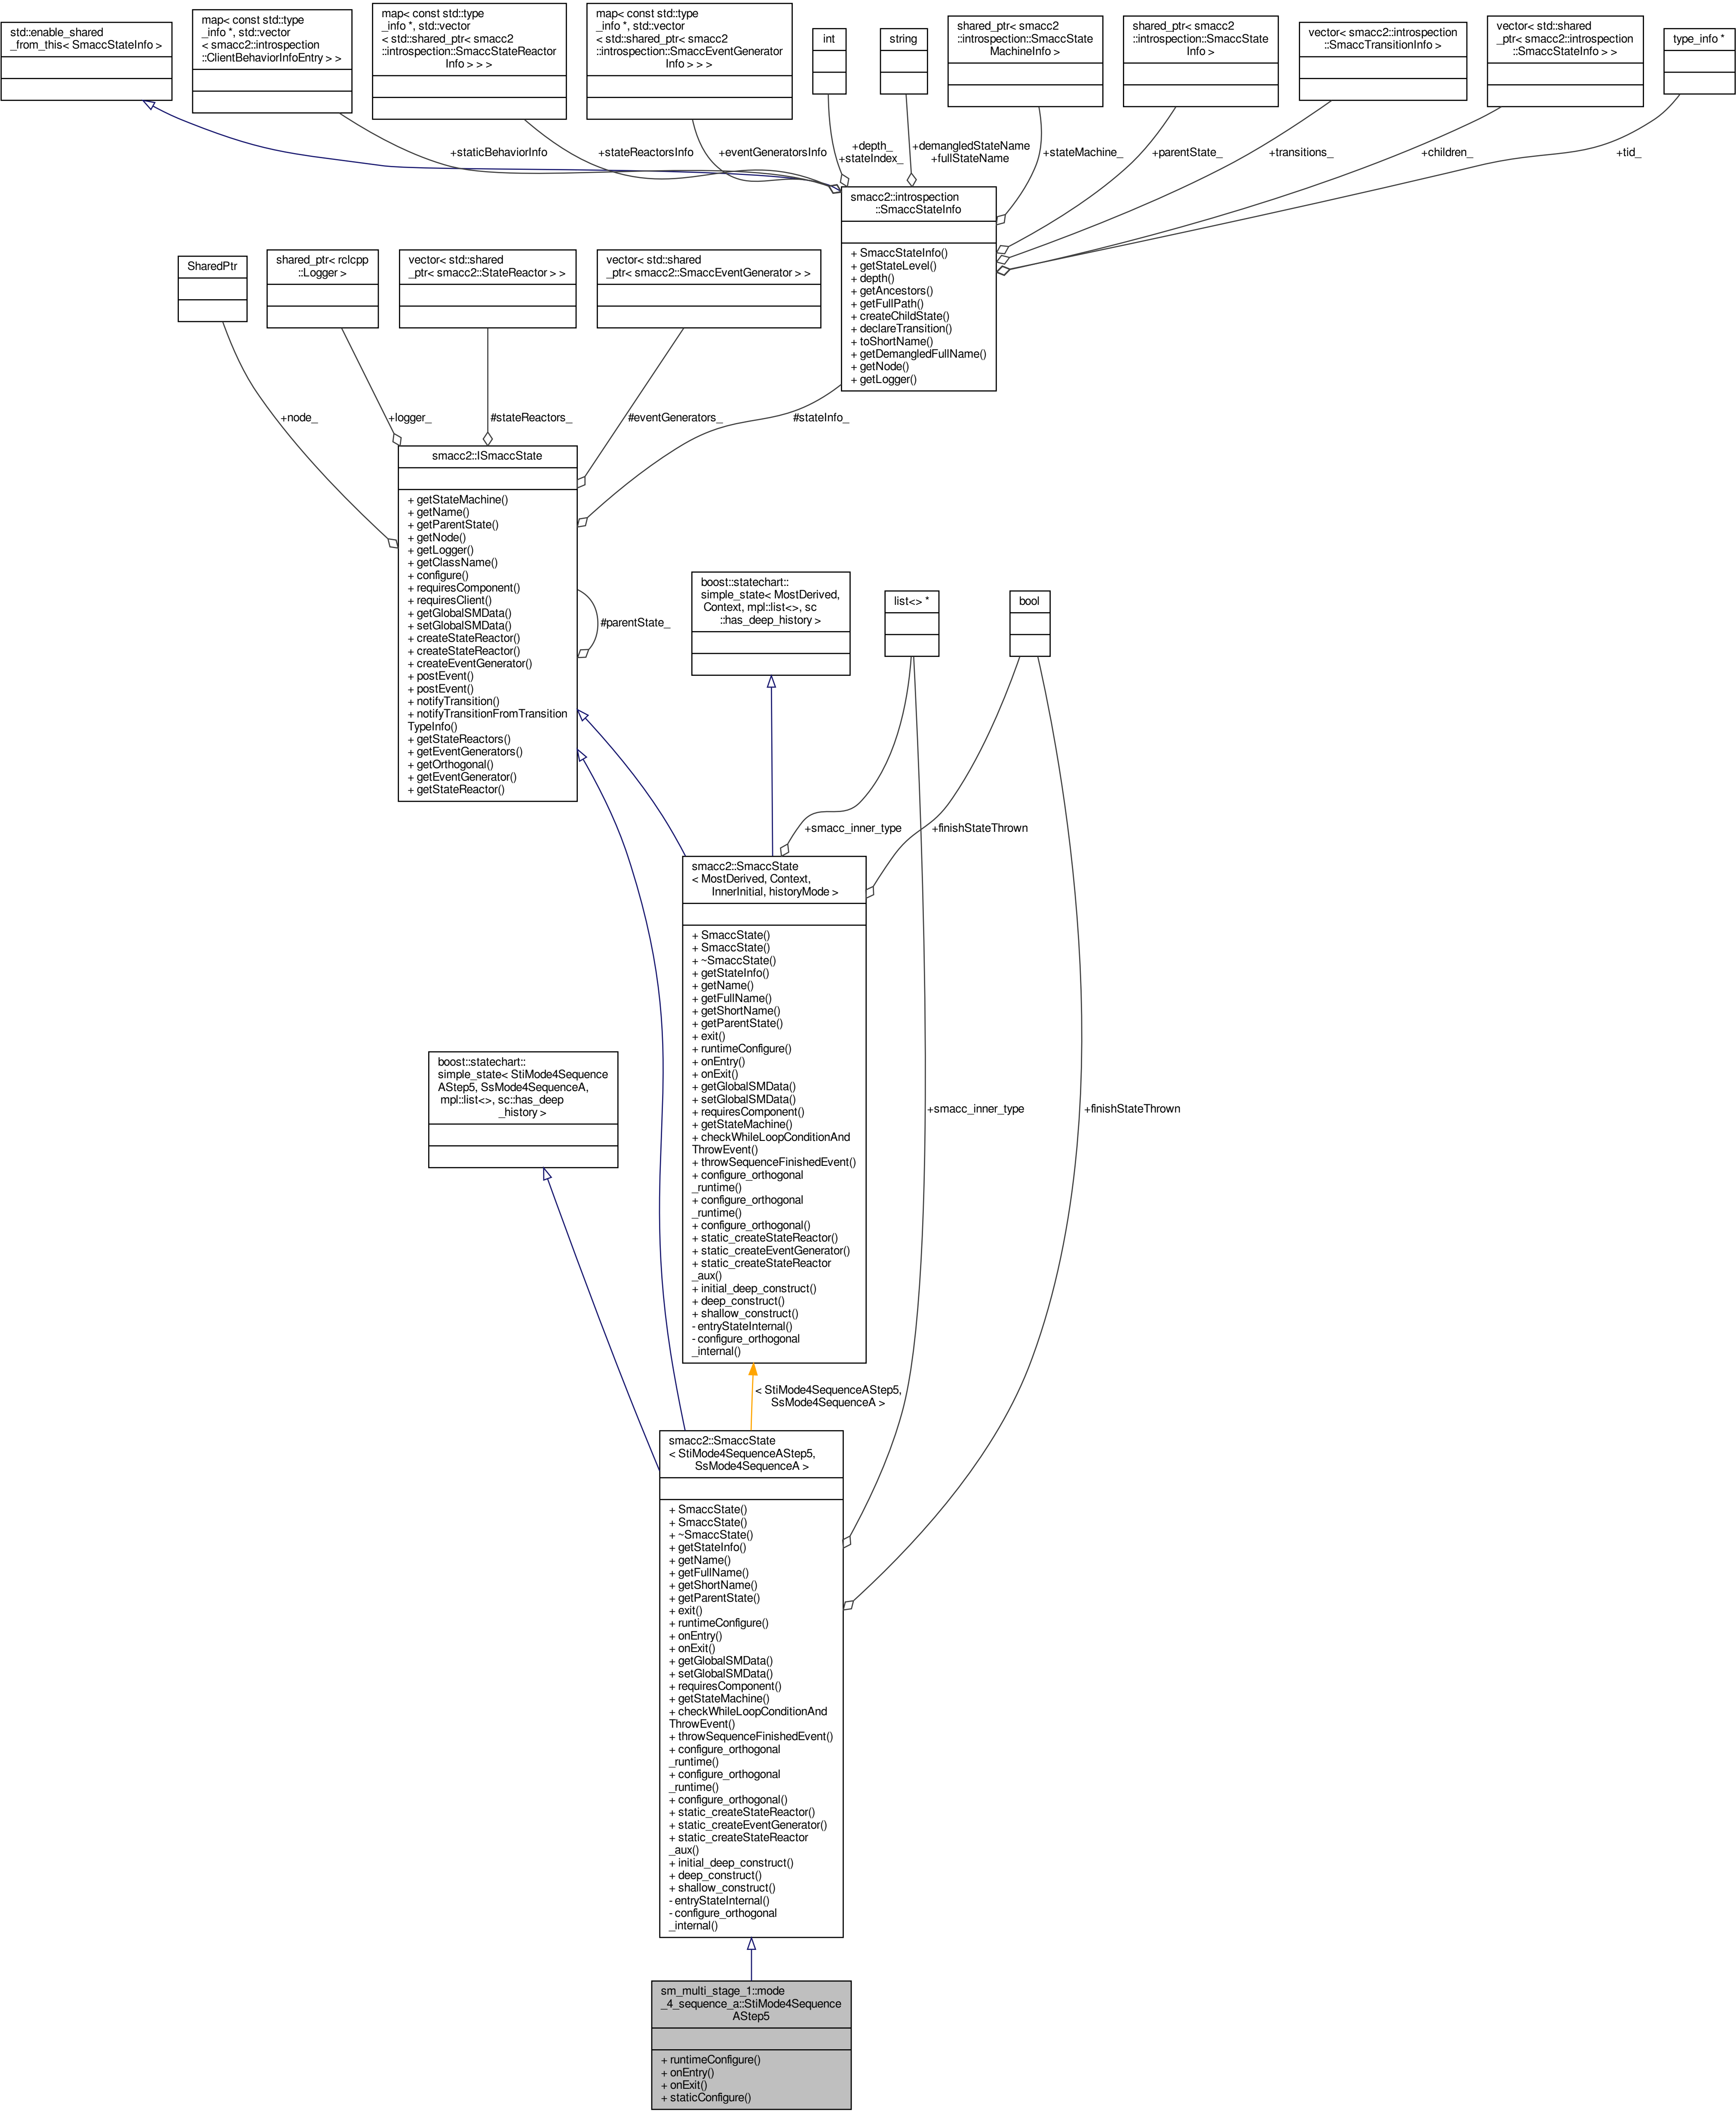 std::enable_shared
_from_this< SmaccStateInfo >
map< const std::type
_info *, std::vector
< smacc2::introspection
::ClientBehaviorInfoEntry > >
map< const std::type
_info *, std::vector
< std::shared_ptr< smacc2
::introspection::SmaccStateReactor
Info > > >
map< const std::type
_info *, std::vector
< std::shared_ptr< smacc2
::introspection::SmaccEventGenerator
Info > > >
int
string
shared_ptr< smacc2
::introspection::SmaccState
MachineInfo >
shared_ptr< smacc2
::introspection::SmaccState
Info >
vector< smacc2::introspection
::SmaccTransitionInfo >
vector< std::shared
_ptr< smacc2::introspection
::SmaccStateInfo > >
type_info *
+staticBehaviorInfo
+stateReactorsInfo
+eventGeneratorsInfo
+depth_
+stateIndex_
+demangledStateName
+fullStateName
+stateMachine_
+parentState_
+transitions_
+children_
+tid_
smacc2::introspection
::SmaccStateInfo
+ SmaccStateInfo()
+ getStateLevel()
+ depth()
+ getAncestors()
+ getFullPath()
+ createChildState()
+ declareTransition()
+ toShortName()
+ getDemangledFullName()
+ getNode()
+ getLogger()
SharedPtr
shared_ptr< rclcpp
::Logger >
vector< std::shared
_ptr< smacc2::StateReactor > >
vector< std::shared
_ptr< smacc2::SmaccEventGenerator > >
+node_
+logger_
#stateReactors_
#eventGenerators_
#stateInfo_
smacc2::ISmaccState
+ getStateMachine()
+ getName()
+ getParentState()
+ getNode()
+ getLogger()
+ getClassName()
+ configure()
+ requiresComponent()
+ requiresClient()
+ getGlobalSMData()
+ setGlobalSMData()
+ createStateReactor()
+ createStateReactor()
+ createEventGenerator()
+ postEvent()
+ postEvent()
+ notifyTransition()
+ notifyTransitionFromTransition
TypeInfo()
+ getStateReactors()
+ getEventGenerators()
+ getOrthogonal()
+ getEventGenerator()
+ getStateReactor()
#parentState_
boost::statechart::
simple_state< MostDerived,
Context, mpl::list<>, sc
::has_deep_history >
list<> *
bool
+smacc_inner_type
+finishStateThrown
smacc2::SmaccState
< MostDerived, Context,
InnerInitial, historyMode >
+ SmaccState()
+ SmaccState()
+ ~SmaccState()
+ getStateInfo()
+ getName()
+ getFullName()
+ getShortName()
+ getParentState()
+ exit()
+ runtimeConfigure()
+ onEntry()
+ onExit()
+ getGlobalSMData()
+ setGlobalSMData()
+ requiresComponent()
+ getStateMachine()
+ checkWhileLoopConditionAnd
ThrowEvent()
+ throwSequenceFinishedEvent()
+ configure_orthogonal
_runtime()
+ configure_orthogonal
_runtime()
+ configure_orthogonal()
+ static_createStateReactor()
+ static_createEventGenerator()
+ static_createStateReactor
_aux()
+ initial_deep_construct()
+ deep_construct()
+ shallow_construct()
- entryStateInternal()
- configure_orthogonal
_internal()
boost::statechart::
simple_state< StiMode4Sequence
AStep5, SsMode4SequenceA,
mpl::list<>, sc::has_deep
_history >
+smacc_inner_type
+finishStateThrown
< StiMode4SequenceAStep5,
SsMode4SequenceA >
smacc2::SmaccState
< StiMode4SequenceAStep5,
SsMode4SequenceA >
+ SmaccState()
+ SmaccState()
+ ~SmaccState()
+ getStateInfo()
+ getName()
+ getFullName()
+ getShortName()
+ getParentState()
+ exit()
+ runtimeConfigure()
+ onEntry()
+ onExit()
+ getGlobalSMData()
+ setGlobalSMData()
+ requiresComponent()
+ getStateMachine()
+ checkWhileLoopConditionAnd
ThrowEvent()
+ throwSequenceFinishedEvent()
+ configure_orthogonal
_runtime()
+ configure_orthogonal
_runtime()
+ configure_orthogonal()
+ static_createStateReactor()
+ static_createEventGenerator()
+ static_createStateReactor
_aux()
+ initial_deep_construct()
+ deep_construct()
+ shallow_construct()
- entryStateInternal()
- configure_orthogonal
_internal()
sm_multi_stage_1::mode
_4_sequence_a::StiMode4Sequence
AStep5
+ runtimeConfigure()
+ onEntry()
+ onExit()
+ staticConfigure()